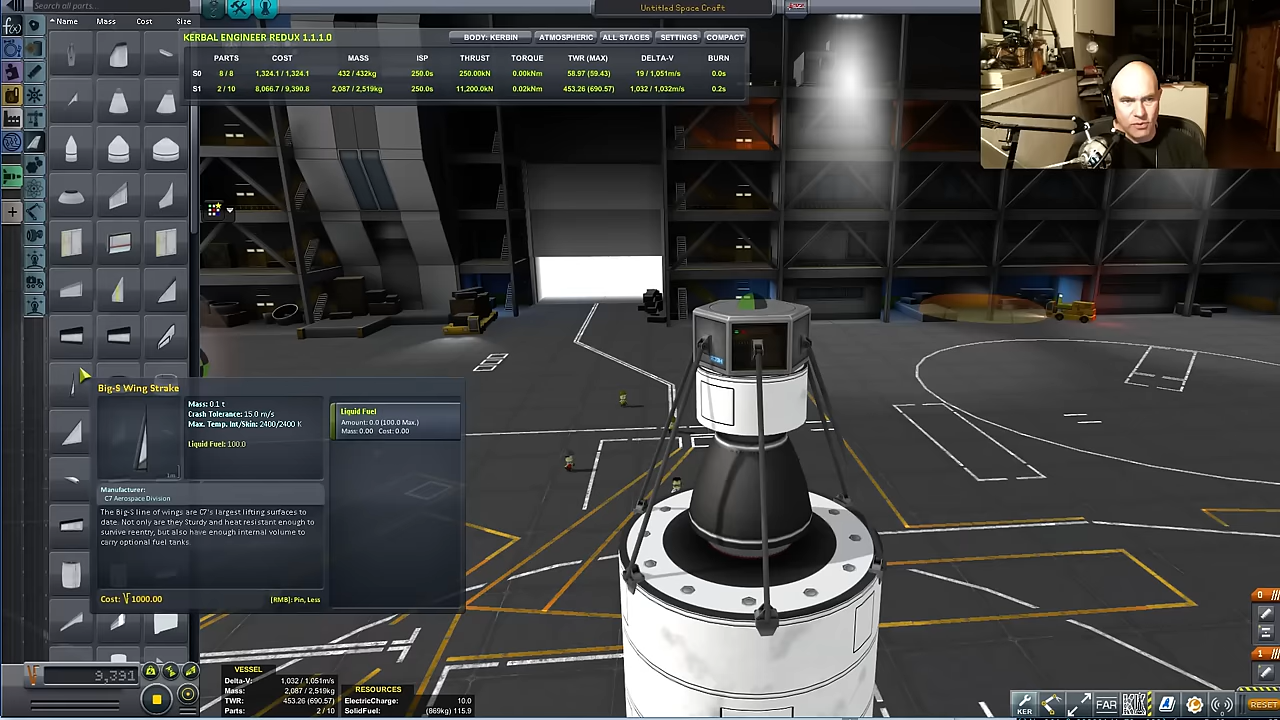 Search all parts..
Untitled Space Craft
Name Mass Cost Size
KERBAL ENGINEER REDUX 1.1.1.0
BODY: KERBIN ATMOSPHERIC ALL STAGES SETTINGS COMPACT
PARTS COST MASS ISP THRUST TORQUE TWR (MAX) DELTA-V BURN
S0 8 / 8 1,324.1 / 1,324.1 432 / 432kg 250.0s 250.00kN 0.00kNm 58.97 (59.43) 19 / 1,051m/s 0.0s
S1 2 / 10 8,066.7 / 9,390.8 2,087 / 2,519kg 250.0s 11,200.0kN 0.02kNm 453.26 (690.57) 1,032 / 1,032m/s 0.2s
Big-S Wing Strake
Mass: 0.1 t
Crash Tolerance: 15.0 m/s
Max. Temp. Int/Skin: 2400/2400 K
Liquid Fuel: 100.0
Liquid Fuel
Amount: 0.0 (100.0 Max.)
Mass: 0.00 Cost: 0.00
1m
Manufacturer:
C7 Aerospace Division
The Big-S line of wings are C7's largest lifting surfaces to
date. Not only are they Sturdy and heat resistant enough to
survive reentry, but also have enough internal volume to
carry optional fuel tanks.
Cost: 1000.00
[RMB]: Pin, Less
9,391
VESSEL
Delta-V: 1,032 / 1,051m/s
Mass: 2,087 / 2,519kg
TWR: 453.26 (690.57)
Parts: 2 / 10
RESOURCES
ElectricCharge: 10.0
SolidFuel: (869kg) 115.9
0
1
KER
FAR
RESET